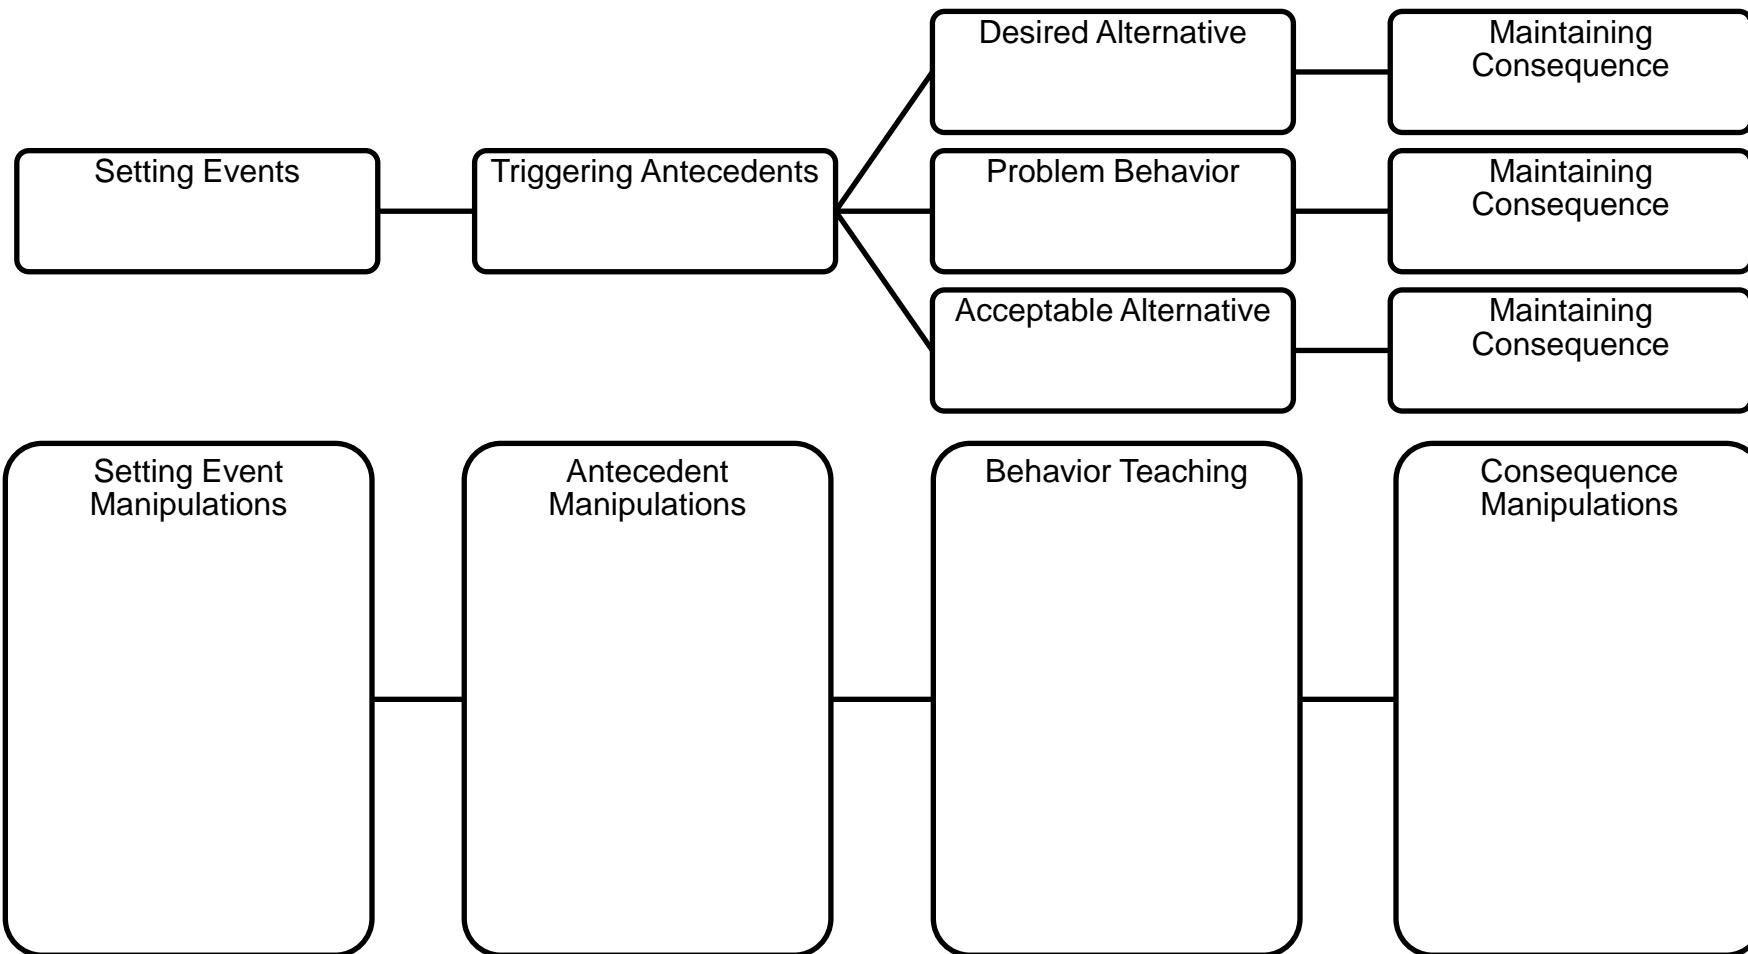 Desired Alternative
Maintaining
Consequence
Setting Events
Triggering Antecedents
Problem Behavior
Maintaining
Consequence
Acceptable Alternative
Maintaining
Consequence
Setting Event
Manipulations
Antecedent
Manipulations
Behavior Teaching
Consequence
Manipulations